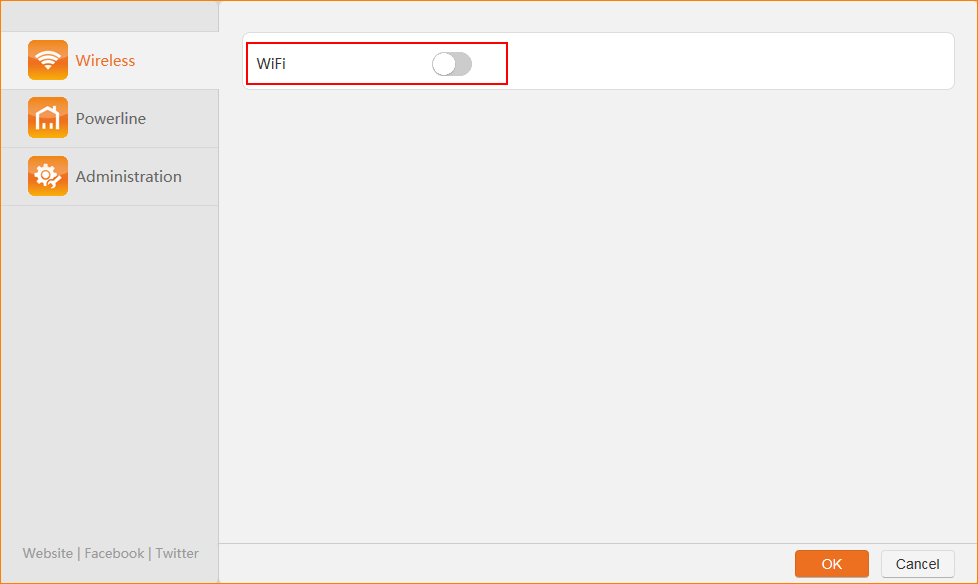 Wireless
Powerline
Administration
WiFi
Website | Facebook | Twitter
OK
Cancel